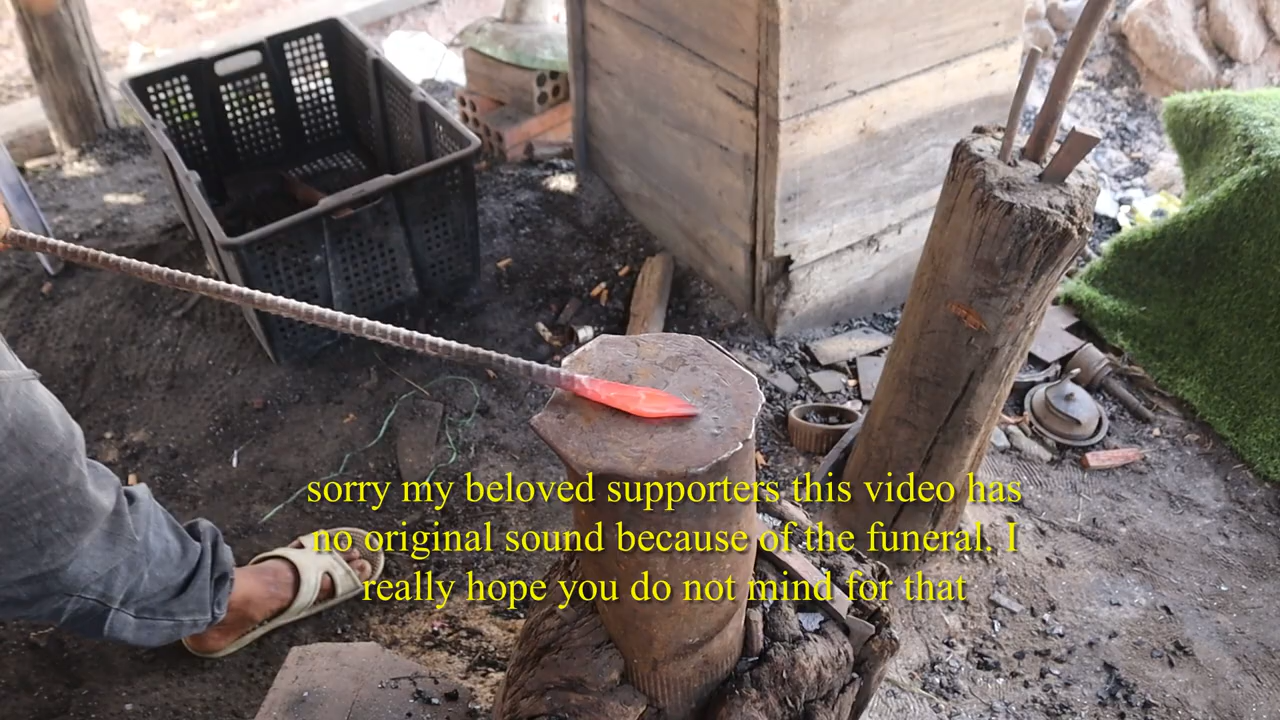 sorry my beloved supporters this video has
no original sound because of the funeral. I
really hope you do not mind for that